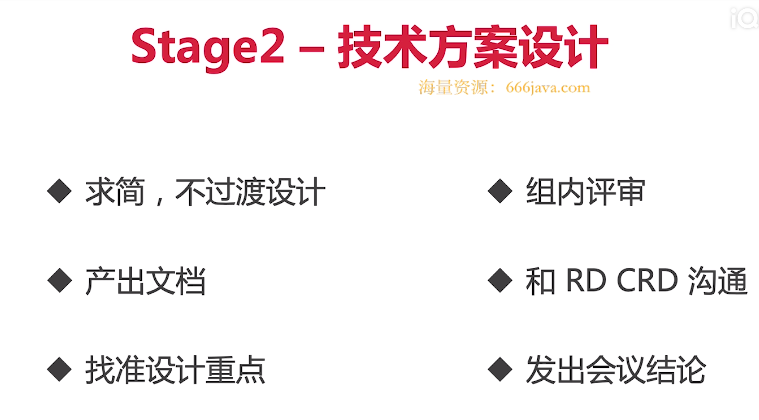 iQ
Stage2 – 技术方案设计
海量资源：666java.com
◆ 求简，不过渡设计
◆ 产出文档
◆ 找准设计重点
◆ 组内评审
◆ 和 RD CRD 沟通
◆ 发出会议结论